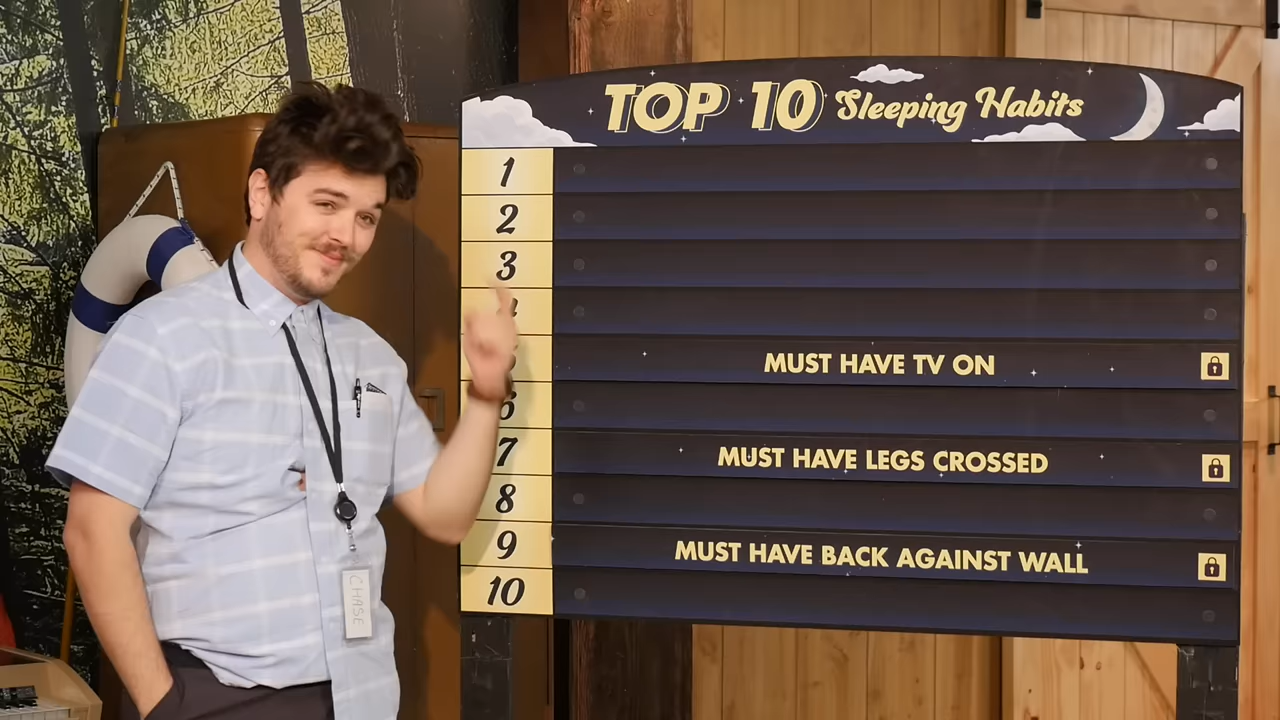 TOP 10 Sleeping Habits
1
2
3
5 MUST HAVE TV ON
6
7 MUST HAVE LEGS CROSSED
8
9 MUST HAVE BACK AGAINST WALL
10
CHASE